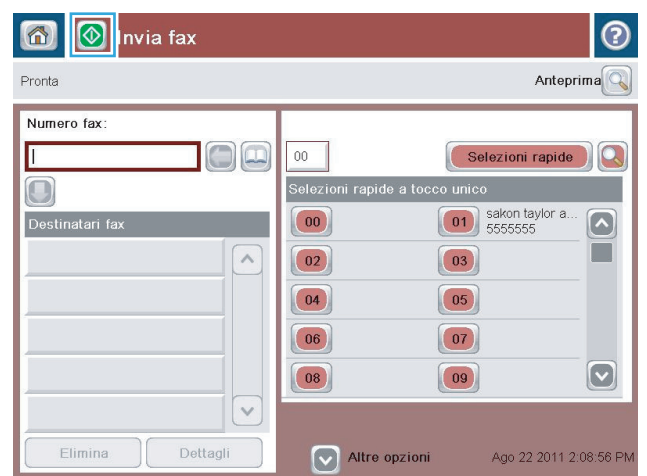 Invia fax
Pronta
Anteprima
Numero fax:
00
Selezioni rapide
Selezioni rapide a tocco unico
Destinatari fax
00
01
sakon taylor a...
5555555
02
03
04
05
06
07
08
09
Elimina
Dettagli
Altre opzioni
Ago 22 2011 2:08:56 PM